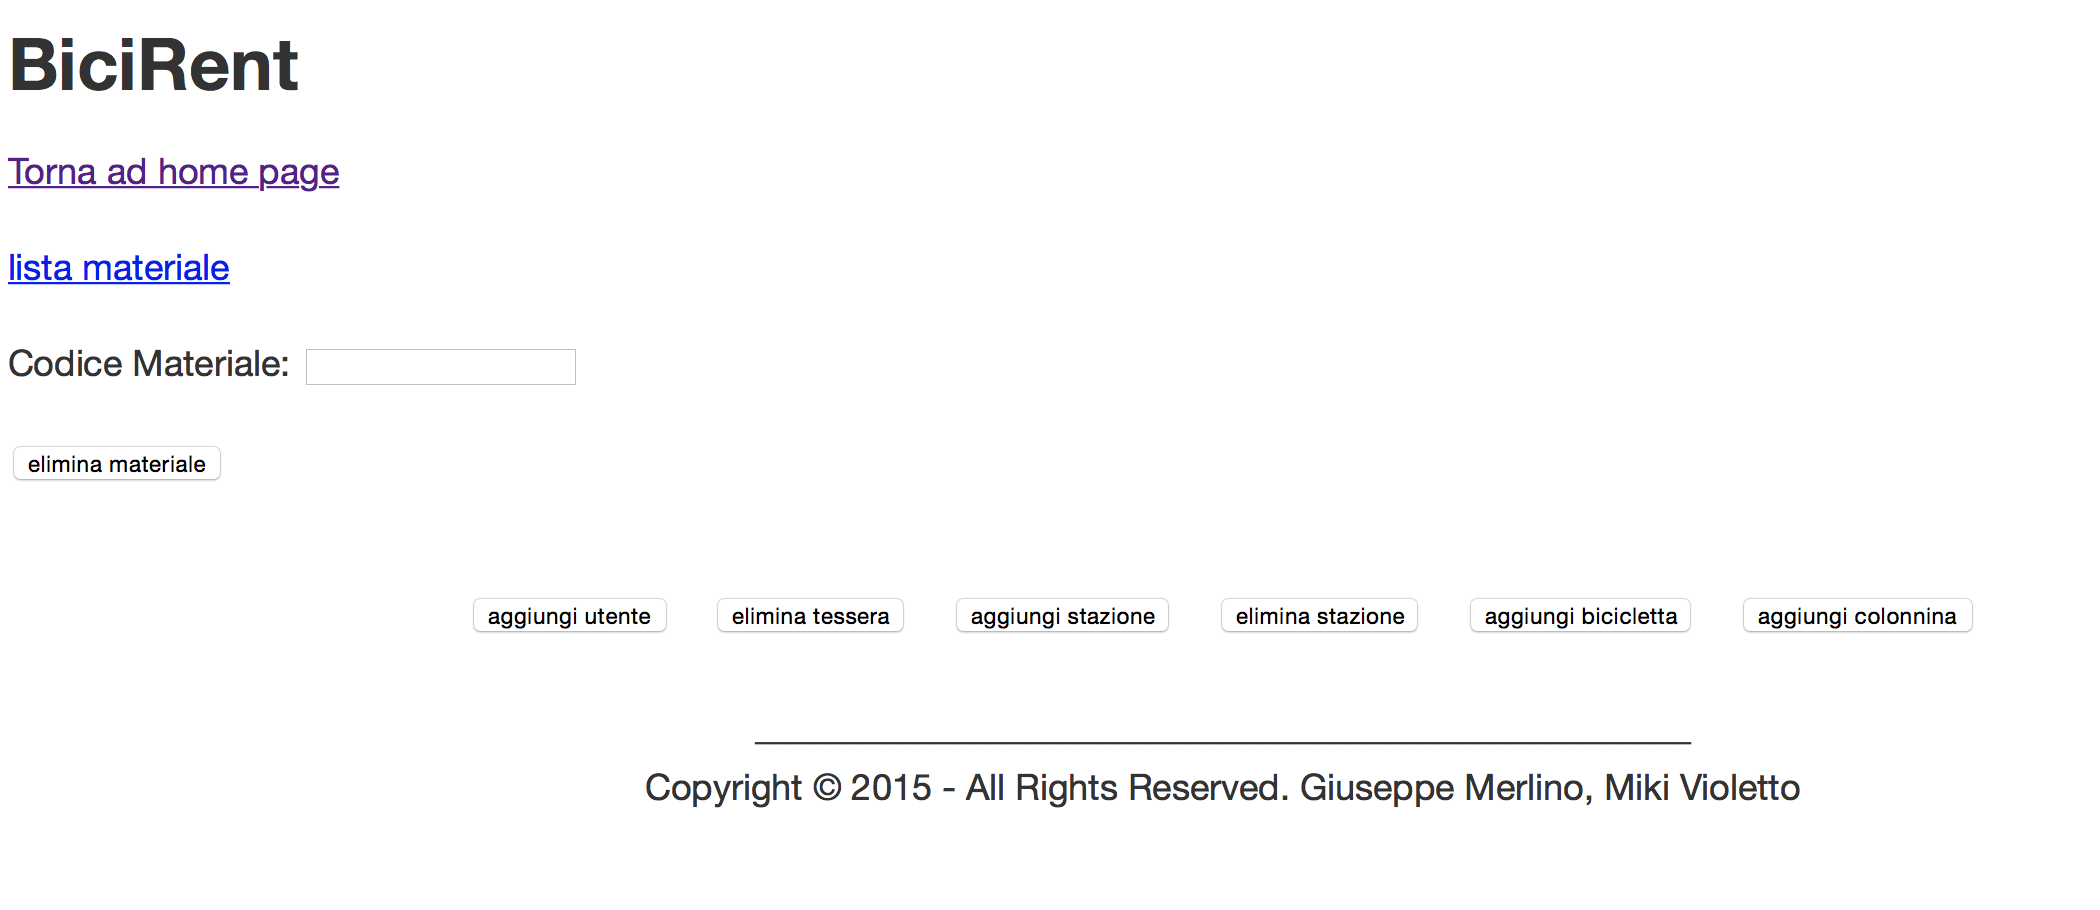 BiciRent
Torna ad home page
lista materiale
Codice Materiale:
elimina materiale
aggiungi utente elimina tessera aggiungi stazione elimina stazione aggiungi bicicletta aggiungi colonnina
Copyright © 2015 - All Rights Reserved. Giuseppe Merlino, Miki Violetto